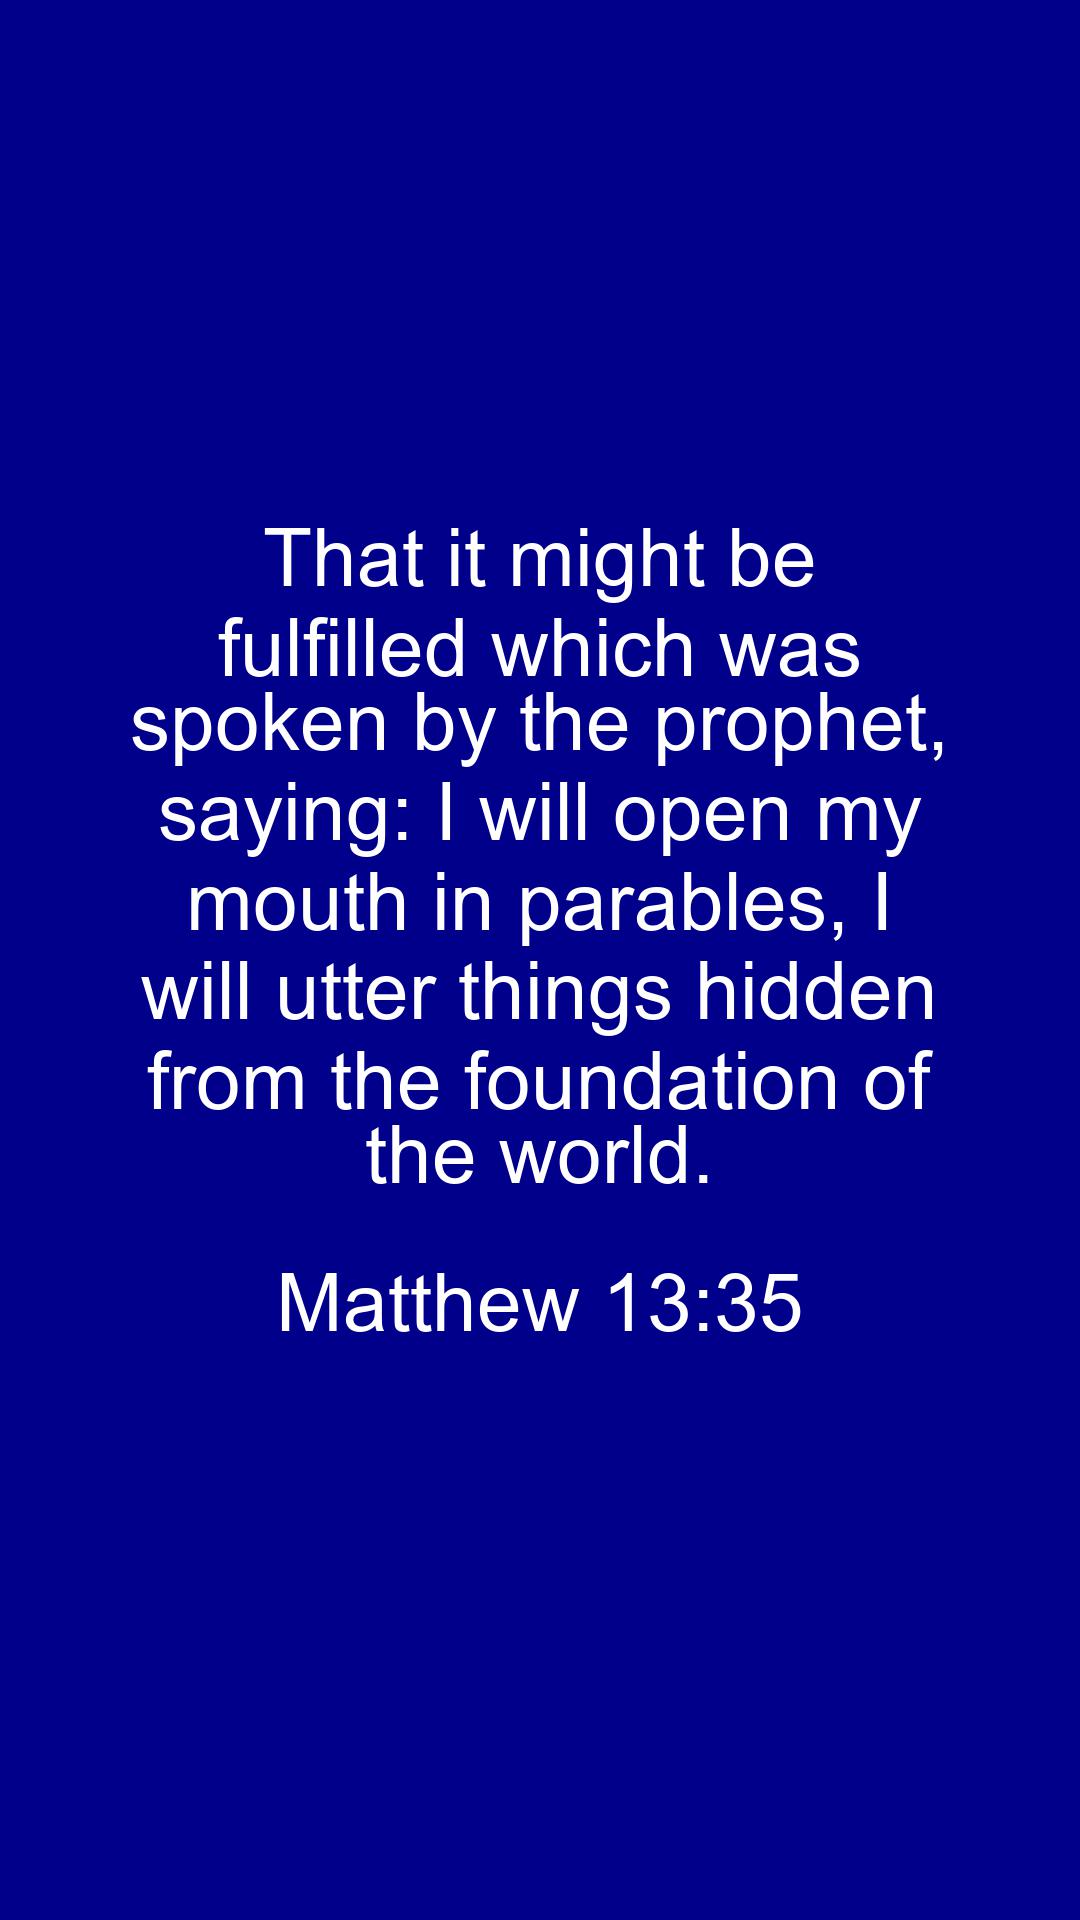 That it might be
fulfilled which was
spoken by the prophet,
saying: I will open my
mouth in parables, I
will utter things hidden
from the foundation of
the world.
Matthew 13:35